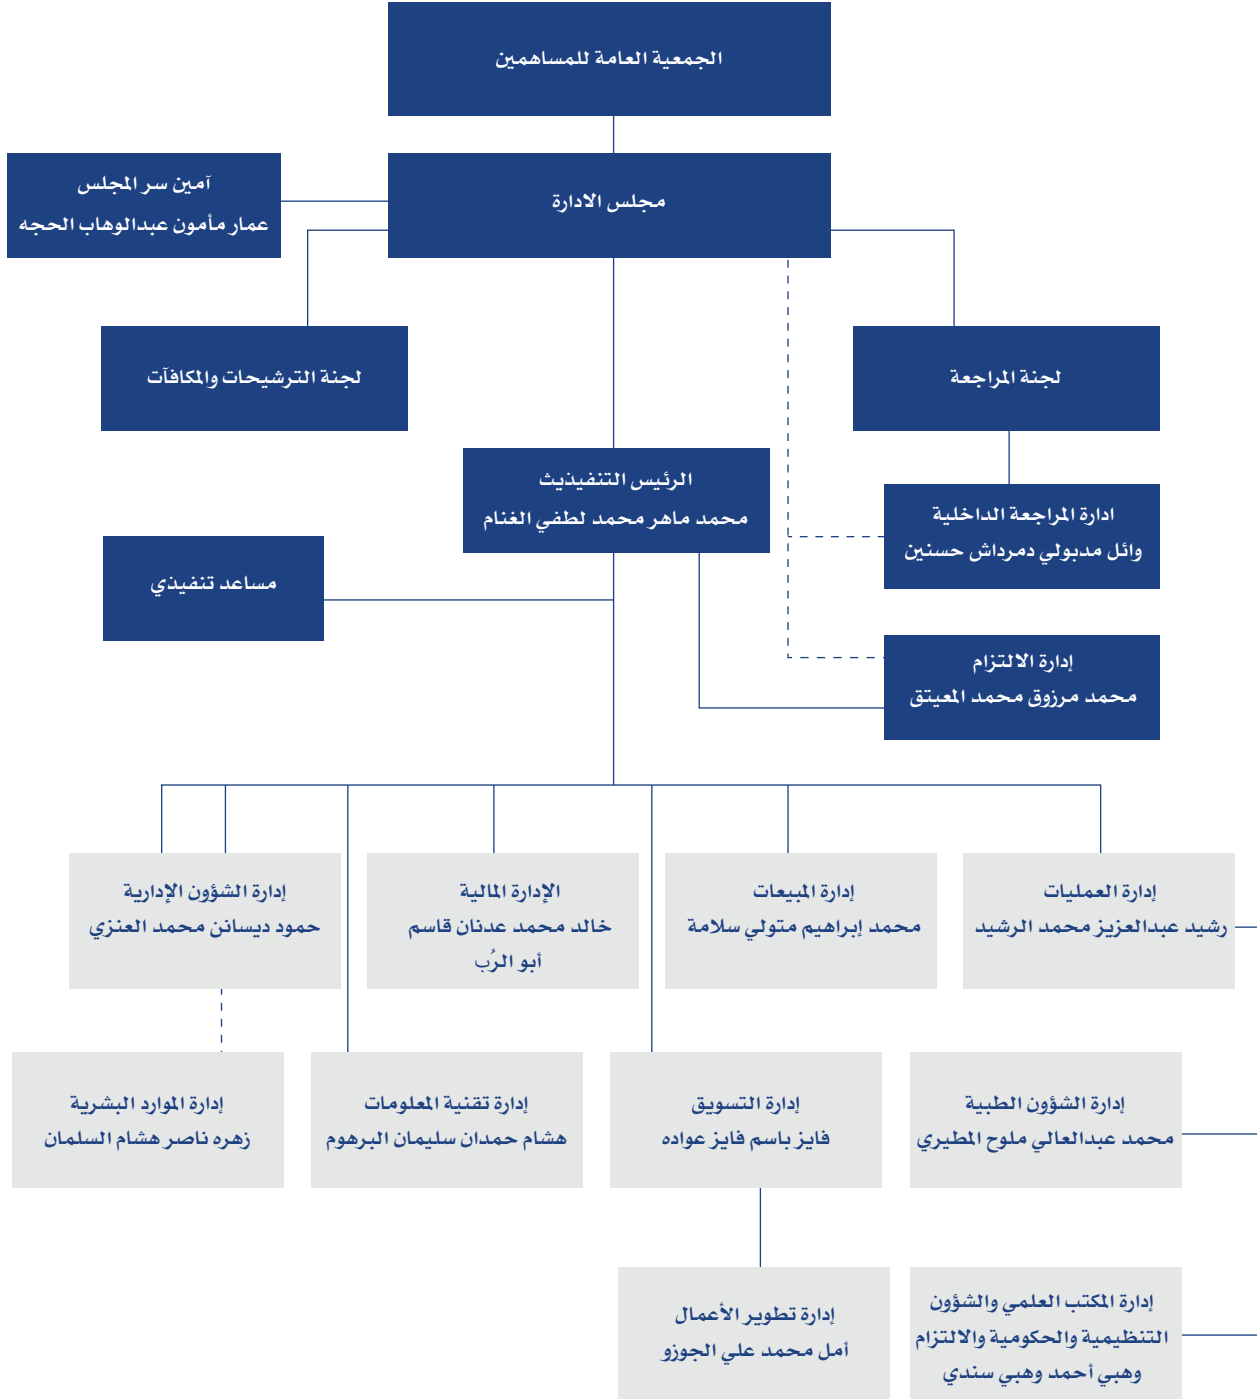 الجمعية العامة للمساهمين
مجلس الادارة
آمين سر المجلس
عمار مأمون عبدالوهاب الحجه
لجنة المراجعة
لجنة الترشيحات والمكافآت
الرئيس التنفيذيث
محمد ماهر محمد لطفي الغنام
ادارة المراجعة الداخلية
وائل مدبولي دمرداش حسنين
مساعد تنفيذي
إدارة الالتزام
محمد مرزوق محمد المعيتق
إدارة العمليات
رشيد عبدالعزيز محمد الرشيد
إدارة المبيعات
محمد إبراهيم متولي سلامة
الإدارة المالية
خالد محمد عدنان قاسم
أبو الرُب
إدارة الشؤون الإدارية
حمود ديسانن محمد العنزي
إدارة الشؤون الطبية
محمد عبدالعالي ملوح المطيري
إدارة التسويق
فايز باسم فايز عواده
إدارة تقنية المعلومات
هشام حمدان سليمان البرهوم
إدارة الموارد البشرية
زهره ناصر هشام السلمان
إدارة المكتب العلمي والشؤون
التنظيمية والحكومية والالتزام
وهبي أحمد وهبي سندي
إدارة تطوير الأعمال
أمل محمد علي الجوزو